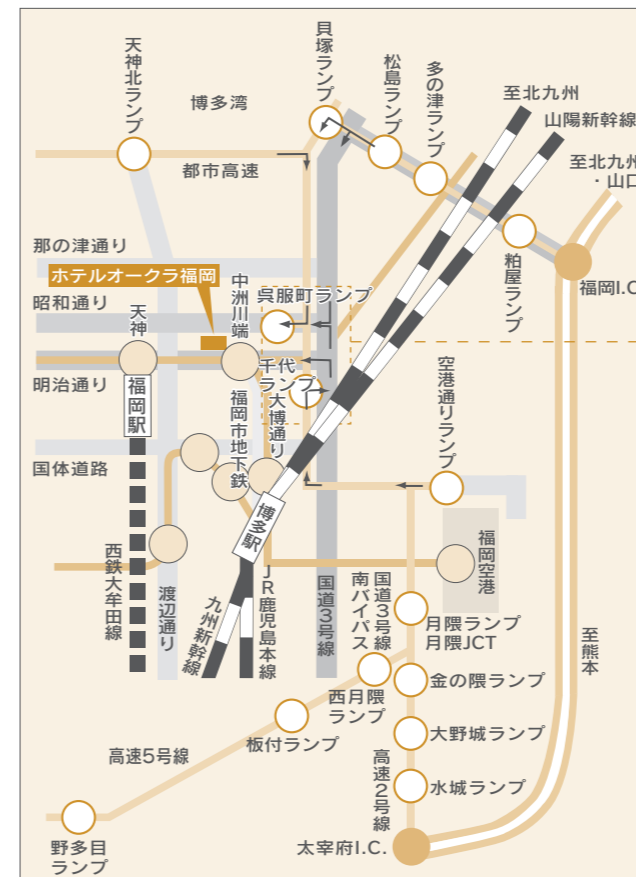 天神北ランプ
博多湾
貝塚ランプ
松島ランプ
多の津ランプ
至北九州
山陽新幹線
至北九州
・山口
都市高速
那の津通り
ホテルオークラ福岡
昭和通り
天神
中洲川端
呉服町ランプ
粕屋ランプ
福岡I.C
明治通り
千代
ランプ
福岡駅
福岡市地下鉄
大博通り
空港通りランプ
国体道路
博多駅
福岡空港
西鉄大牟田線
渡辺通り
九州新幹線
JR鹿児島本線
国道3号線
国道3号線
南バイパス
月隈ランプ
月隈JCT
至熊本
西月隈
ランプ
金の隈ランプ
板付ランプ
大野城ランプ
高速5号線
高速2号線
水城ランプ
野多目
ランプ
太宰府I.C.